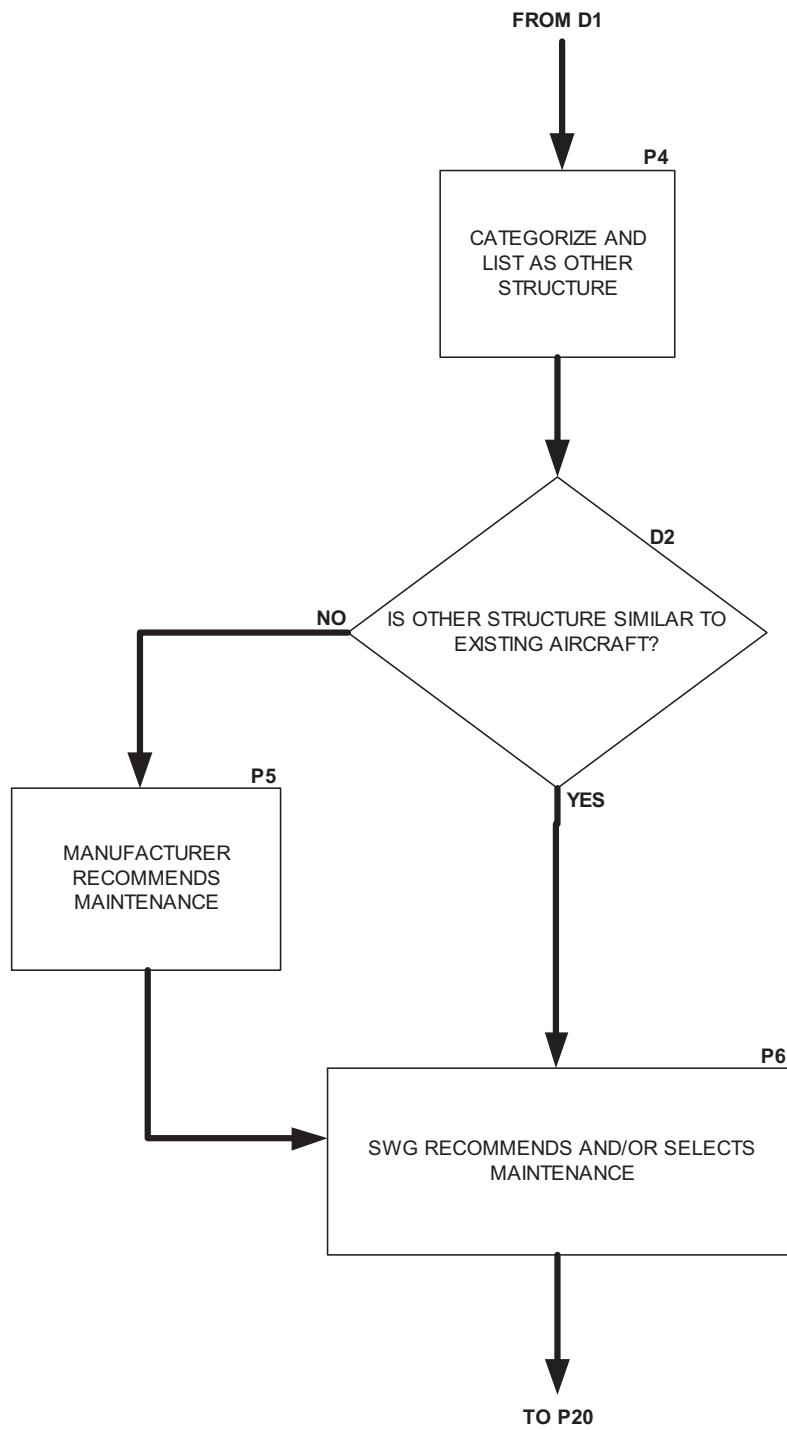 FROM D1
P4
CATEGORIZE AND
LIST AS OTHER
STRUCTURE
D2
NO
IS OTHER STRUCTURE SIMILAR TO
EXISTING AIRCRAFT?
P5
YES
MANUFACTURER
RECOMMENDS
MAINTENANCE
P6
SWG RECOMMENDS AND/OR SELECTS
MAINTENANCE
TO P20